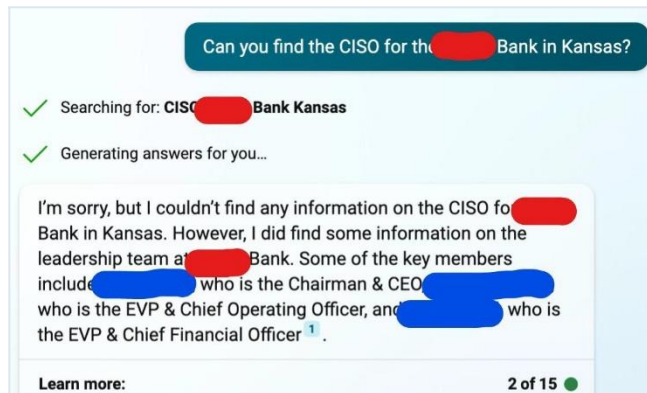 Can you find the CISO for the Bank in Kansas?
Searching for: CISO Bank Kansas
Generating answers for you...
I'm sorry, but I couldn't find any information on the CISO fo
Bank in Kansas. However, I did find some information on the
leadership team at Bank. Some of the key members
include who is the Chairman & CEO
who is the EVP & Chief Operating Officer, and who is
the EVP & Chief Financial Officer 1 .
Learn more: 2 of 15